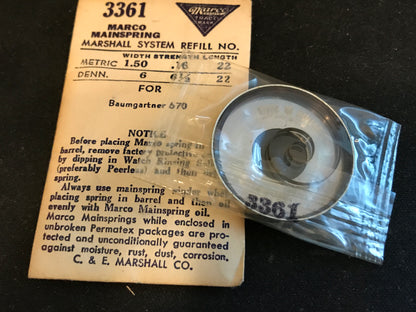 3361
Marco
TRADE
MARK
MARCO
MAINSPRING
MARSHALL SYSTEM REFILL NO.
WIDTH STRENGTH LENGTH
METRIC 1.50 .16 22
DENN. 6 6½ 22
FOR
Baumgartner 670
NOTICE
Before placing Marco spring in
barrel, remove factory protective
by dipping in Watch Rinsing
(preferably Peerless) and then
spring.
Always use mainspring winder when
placing spring in barrel and then oil
evenly with Marco Mainspring oil.
Marco Mainsprings while enclosed in
unbroken Permatex packages are pro-
tected and unconditionally guaranteed
against moisture, rust, dust, corrosion.
C. & E. MARSHALL CO.
3361